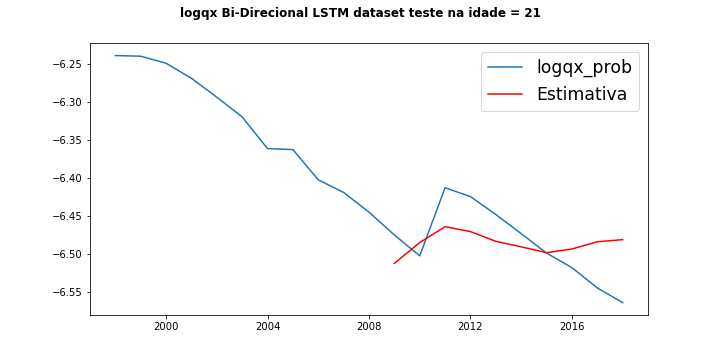 logqx Bi-Direcional LSTM dataset teste na idade = 21
logqx_prob
Estimativa
−6.25
−6.30
−6.35
−6.40
−6.45
−6.50
−6.55
2000 2004 2008 2012 2016